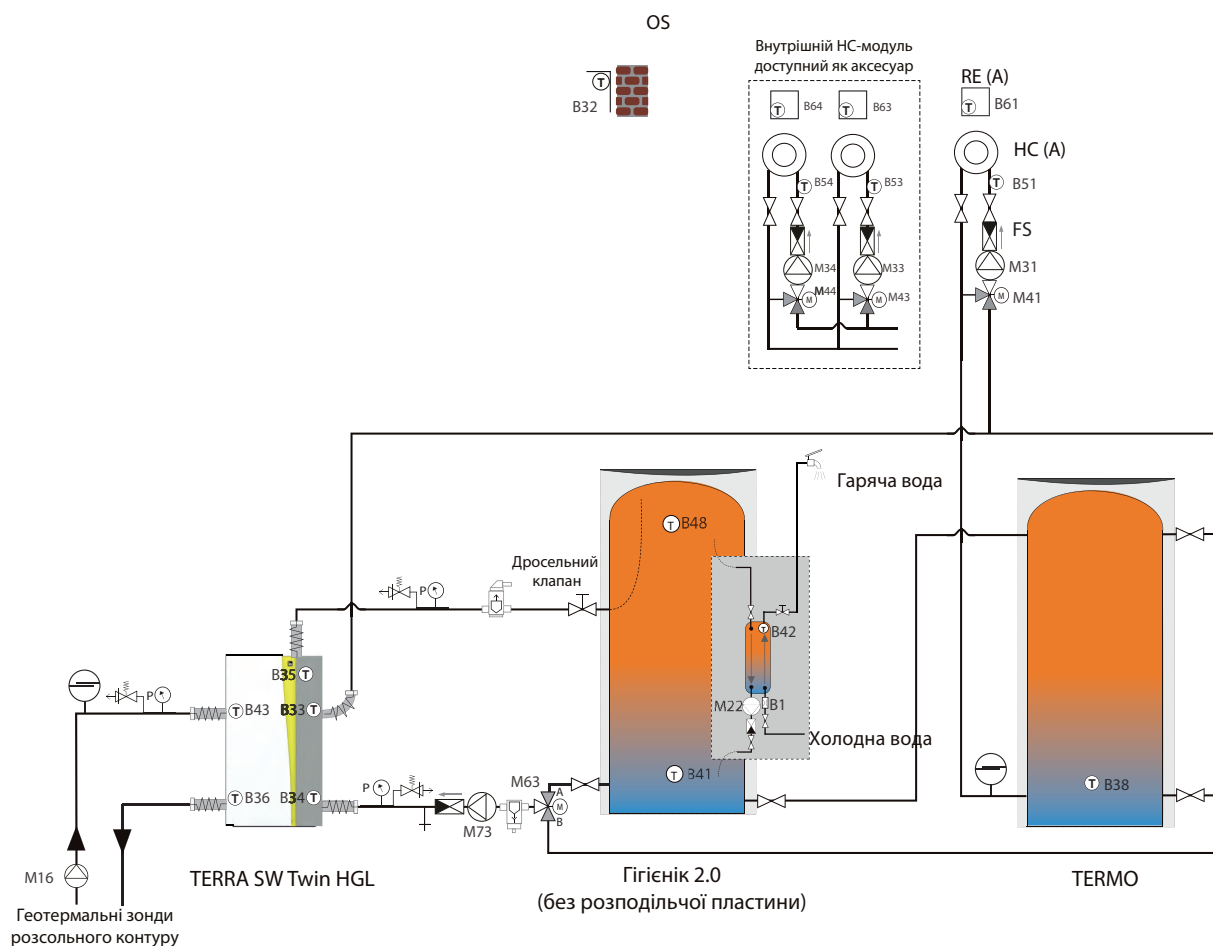 OS
Внутрішній НС-модуль
доступний як аксесуар
RE (A)
T
B32
T
B64
T
B63
T
B61
HC (A)
T
B54
T
B53
T
B51
FS
M34
M33
M31
M
M44
M
M43
M
M41
Гаряча вода
T
B48
Дросельний
клапан
P
T
B42
B35
T
P
T
B43
B33
T
M22
B1
Холодна вода
T
B41
M63
A
M
B
P
T
B36
B34
T
M73
T
B38
M16
TERRA SW Twin HGL
Гігієнік 2.0
(без розподільчої пластини)
TERMO
Геотермальні зонди
розсольного контуру